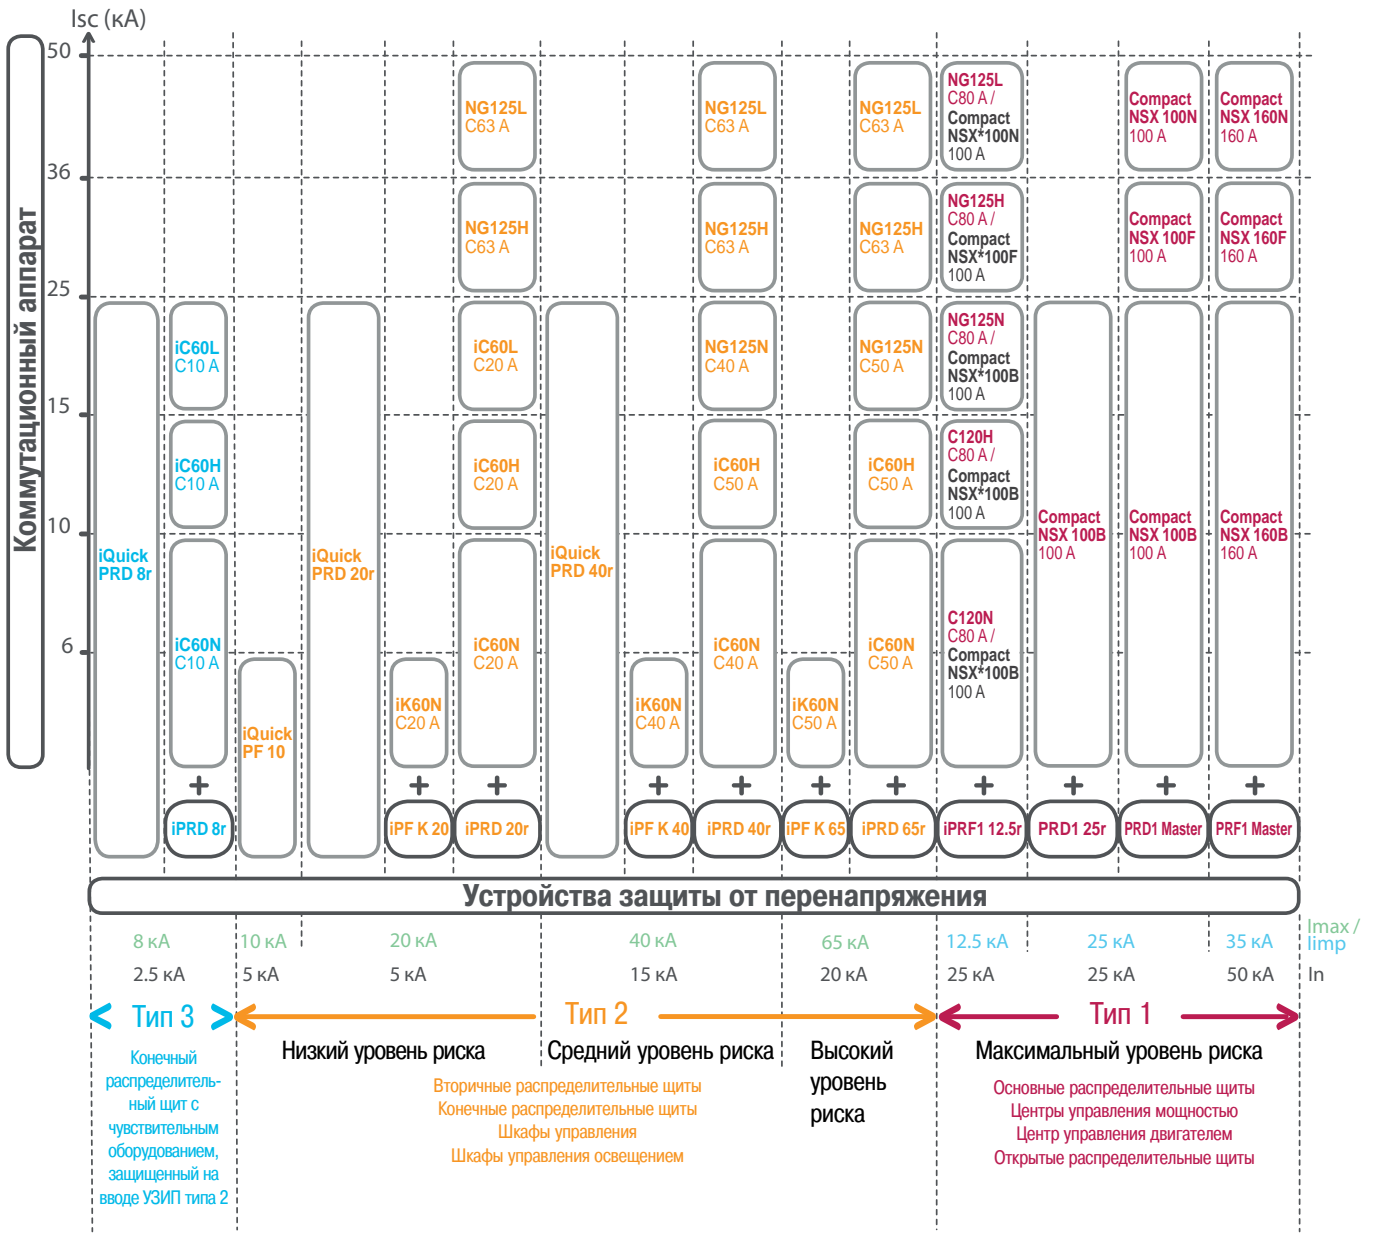 Isc (кА)
50
36
25
15
10
6
Коммутационный аппарат
NG125L
C63 A
NG125L
C63 A
NG125L
C63 A
NG125L
C80 A /
Compact
NSX*100N
100 A
Compact
NSX 100N
100 A
Compact
NSX 160N
160 A
NG125H
C63 A
NG125H
C63 A
NG125H
C63 A
NG125H
C80 A /
Compact
NSX*100F
100 A
Compact
NSX 100F
100 A
Compact
NSX 160F
160 A
iC60L
C10 A
iC60L
C20 A
NG125N
C40 A
NG125N
C50 A
NG125N
C80 A /
Compact
NSX*100B
100 A
iC60H
C10 A
iC60H
C20 A
iC60H
C50 A
iC60H
C50 A
C120H
C80 A /
Compact
NSX*100B
100 A
iQuick
PRD 8r
iQuick
PRD 20r
iQuick
PRD 40r
Compact
NSX 100B
100 A
Compact
NSX 100B
100 A
Compact
NSX 160B
160 A
iC60N
C10 A
iC60N
C20 A
iC60N
C40 A
iC60N
C50 A
C120N
C80 A /
Compact
NSX*100B
100 A
iQuick
PF 10
iK60N
C20 A
iK60N
C40 A
iK60N
C50 A
+ + + + + + + + + + +
iPRD 8r
iPF K 20
iPRD 20r
iPF K 40
iPRD 40r
iPF K 65
iPRD 65r
iPRF1 12.5r
PRD1 25r
PRD1 Master
PRF1 Master
Устройства защиты от перенапряжения
8 кА 10 кА 20 кА 40 кА 65 кА 12.5 кА 25 кА 35 кА Imax /
Iimp
2.5 кА 5 кА 5 кА 15 кА 20 кА 25 кА 25 кА 50 кА In
Тип 3
Тип 2
Тип 1
Конечный
распределитель-
ный щит с
чувствительным
оборудованием,
защищенный на
вводе УЗИП типа 2
Низкий уровень риска
Средний уровень риска
Высокий
уровень
риска
Вторичные распределительные щиты
Конечные распределительные щиты
Шкафы управления
Шкафы управления освещением
Максимальный уровень риска
Основные распределительные щиты
Центры управления мощностью
Центр управления двигателем
Открытые распределительные щиты